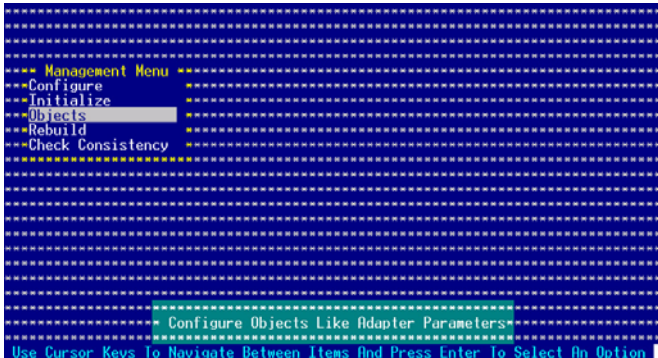 Management Menu
Configure
Initialize
Objects
Rebuild
Check Consistency
Configure Objects Like Adapter Parameters
Use Cursor Keys To Navigate Between Items And Press Enter To Select An Option